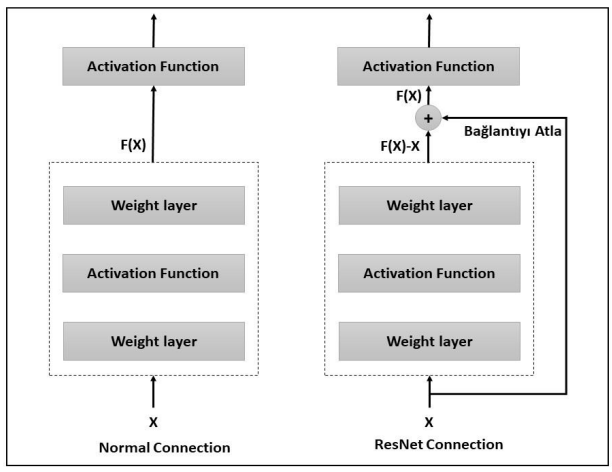 Activation Function
F(X)
Weight layer
Activation Function
Weight layer
X
Normal Connection
Activation Function
F(X)
+
Bağlantıyı Atla
F(X)-X
Weight layer
Activation Function
Weight layer
X
ResNet Connection